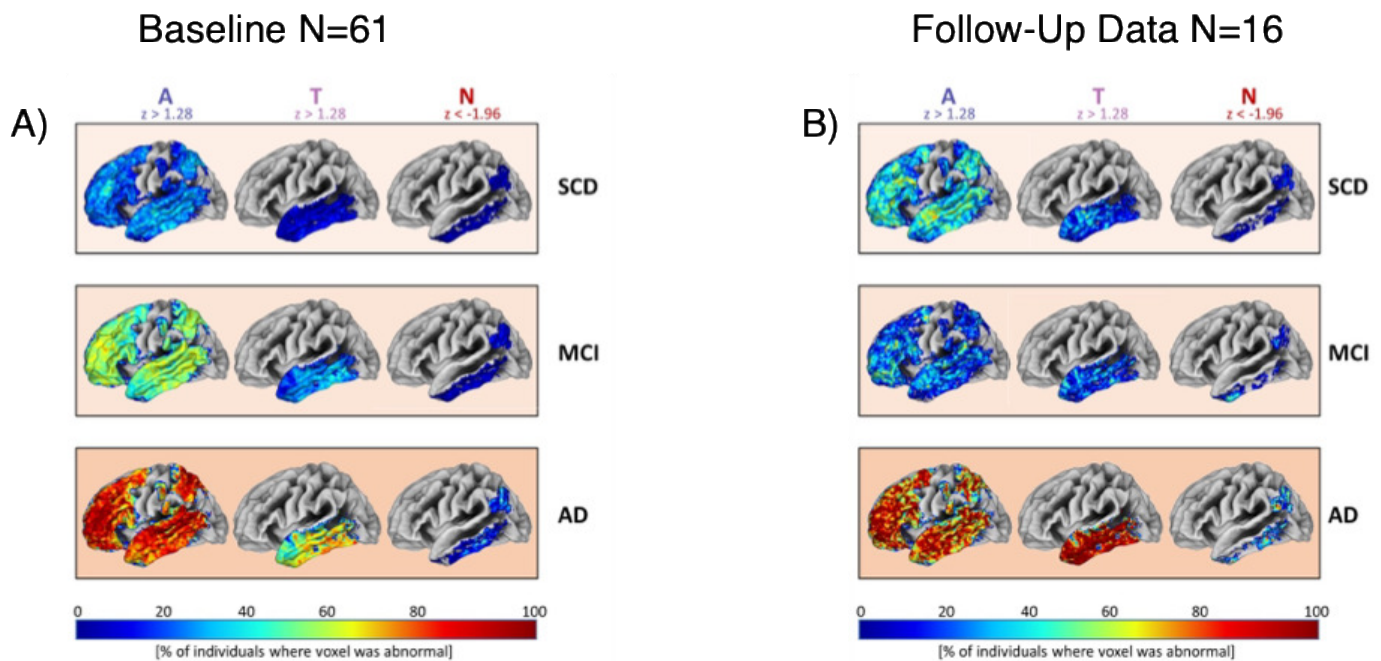 Baseline N=61
Follow-Up Data N=16
A)
A T N
z > 1.28 z > 1.28 z < -1.96
SCD
MCI
AD
0 20 40 60 80 100
[% of individuals where voxel was abnormal]
B)
A T N
z > 1.28 z > 1.28 z < -1.96
SCD
MCI
AD
0 20 40 60 80 100
[% of individuals where voxel was abnormal]